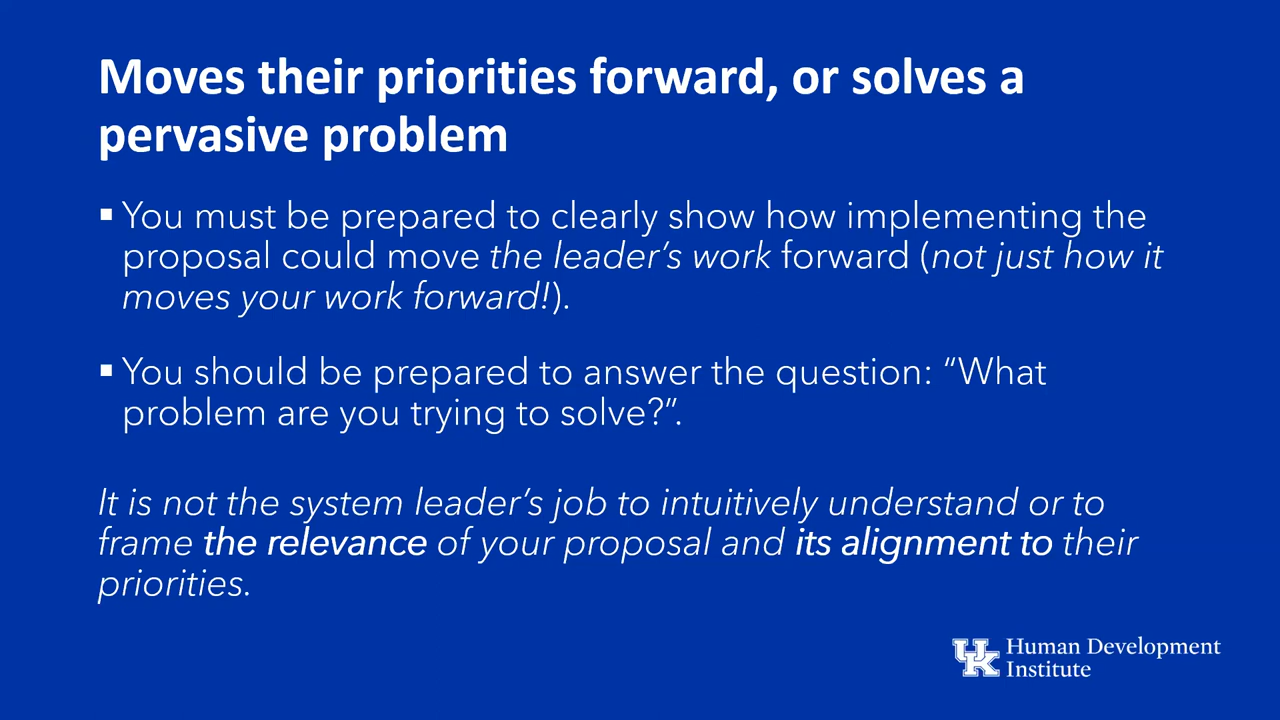 Moves their priorities forward, or solves a
pervasive problem
▪ You must be prepared to clearly show how implementing the
proposal could move the leader’s work forward (not just how it
moves your work forward!).
▪ You should be prepared to answer the question: “What
problem are you trying to solve?”.
It is not the system leader’s job to intuitively understand or to
frame the relevance of your proposal and its alignment to their
priorities.
UK Human Development
Institute